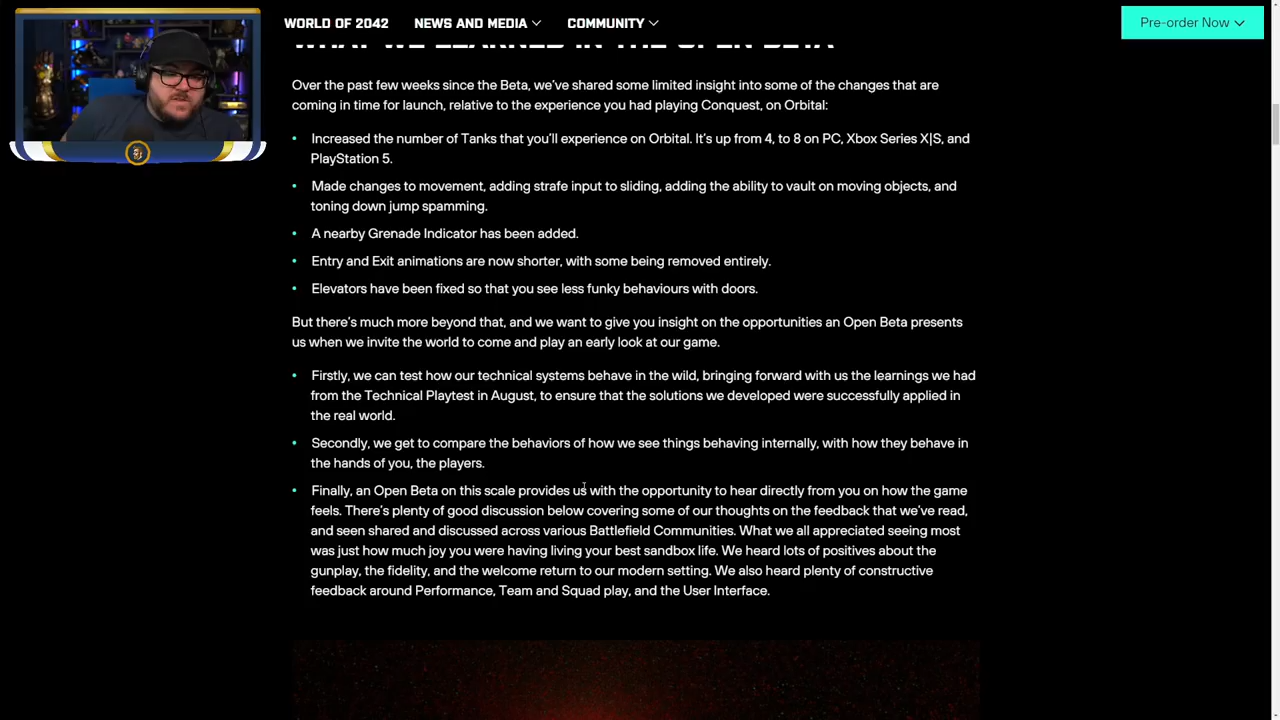 WORLD OF 2042
NEWS AND MEDIA
COMMUNITY
Pre-order Now
WHAT WE LEARNED IN THE OPEN BETA
Over the past few weeks since the Beta, we've shared some limited insight into some of the changes that are
coming in time for launch, relative to the experience you had playing Conquest, on Orbital:
• Increased the number of Tanks that you'll experience on Orbital. It's up from 4, to 8 on PC, Xbox Series X|S, and
PlayStation 5.
• Made changes to movement, adding strafe input to sliding, adding the ability to vault on moving objects, and
toning down jump spamming.
• A nearby Grenade Indicator has been added.
• Entry and Exit animations are now shorter, with some being removed entirely.
• Elevators have been fixed so that you see less funky behaviours with doors.
But there's much more beyond that, and we want to give you insight on the opportunities an Open Beta presents
us when we invite the world to come and play an early look at our game.
• Firstly, we can test how our technical systems behave in the wild, bringing forward with us the learnings we had
from the Technical Playtest in August, to ensure that the solutions we developed were successfully applied in
the real world.
• Secondly, we get to compare the behaviors of how we see things behaving internally, with how they behave in
the hands of you, the players.
• Finally, an Open Beta on this scale provides us with the opportunity to hear directly from you on how the game
feels. There's plenty of good discussion below covering some of our thoughts on the feedback that we've read,
and seen shared and discussed across various Battlefield Communities. What we all appreciated seeing most
was just how much joy you were having living your best sandbox life. We heard lots of positives about the
gunplay, the fidelity, and the welcome return to our modern setting. We also heard plenty of constructive
feedback around Performance, Team and Squad play, and the User Interface.